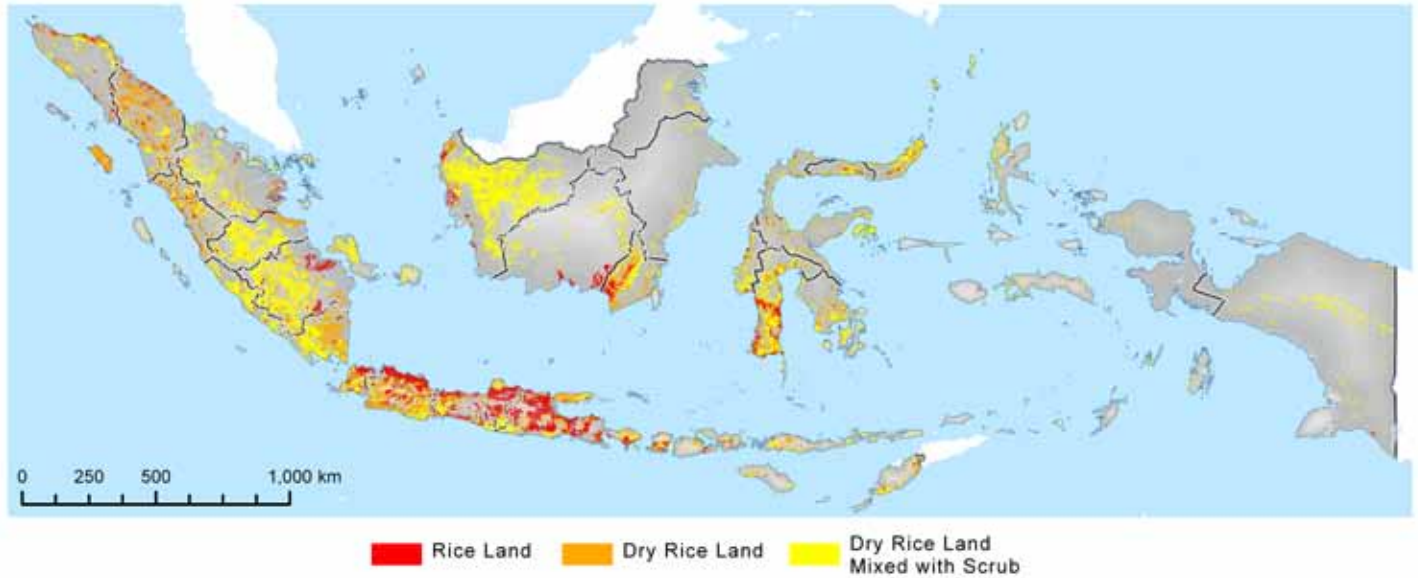 0 250 500 1,000 km
Rice Land
Dry Rice Land
Dry Rice Land
Mixed with Scrub